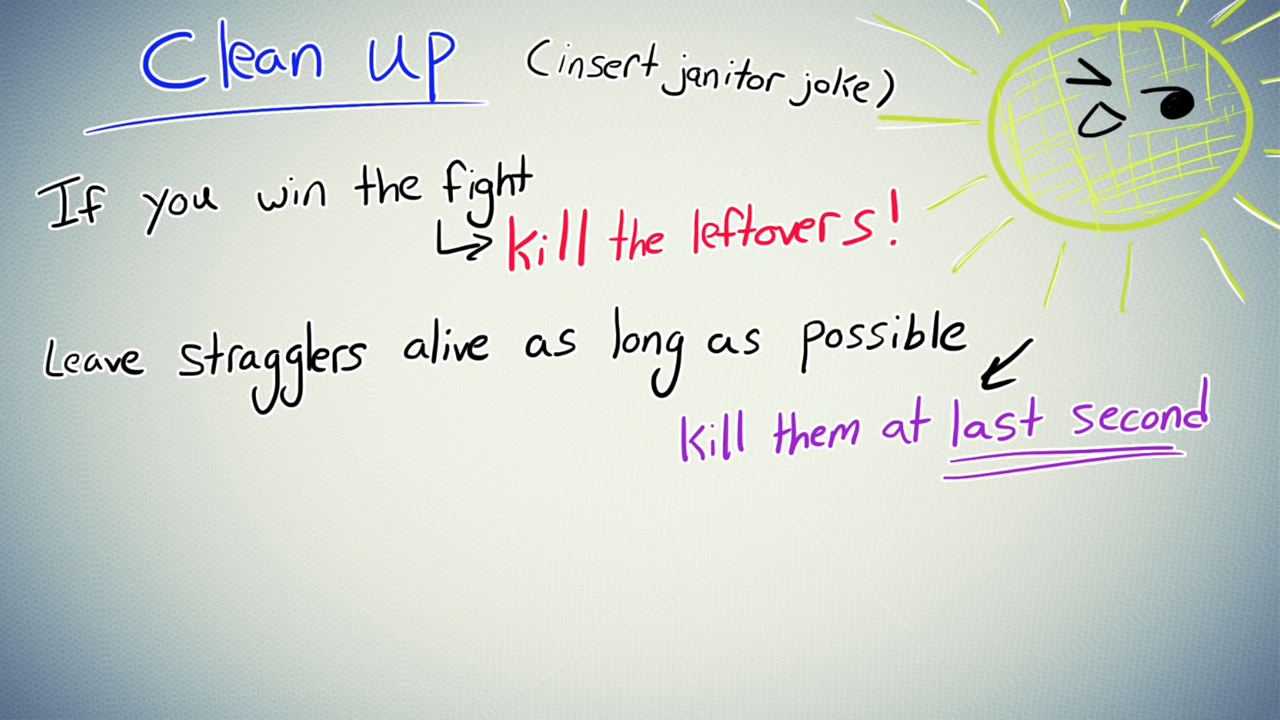 Clean up (insert janitor joke)
If you win the fight
Kill the leftovers!
Leave stragglers alive as long as possible
Kill them at last second